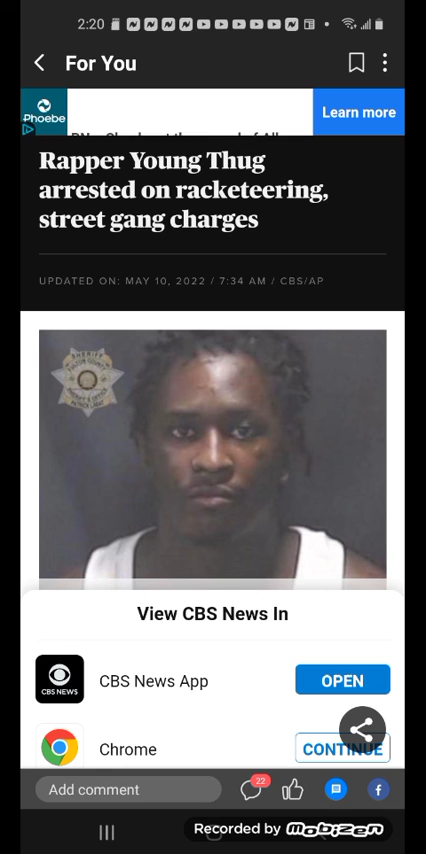 2:20
For You
Phoebe
Learn more
Rapper Young Thug
arrested on racketeering,
street gang charges
UPDATED ON: MAY 10, 2022 / 7:34 AM / CBS/AP
SHERIFF
View CBS News In
CBS NEWS
CBS News App
OPEN
Chrome
CONTINUE
Add comment
22
Recorded by Mobizen